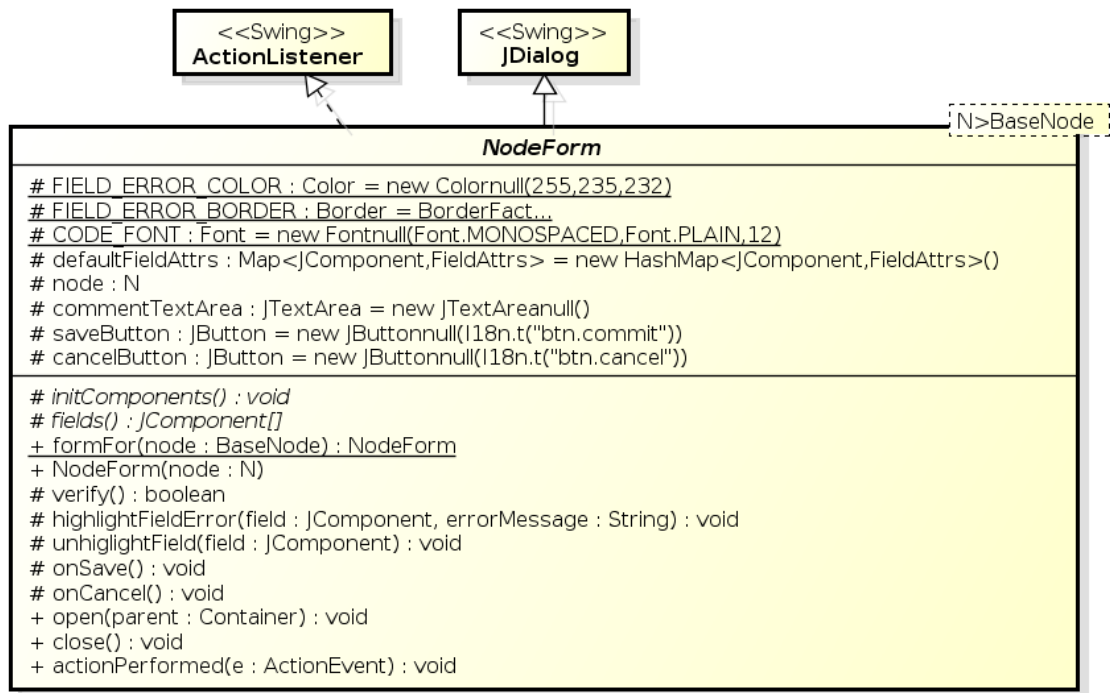 <<Swing>>
ActionListener
<<Swing>>
JDialog
N>BaseNode
NodeForm
# FIELD_ERROR_COLOR : Color = new Colornull(255,235,232)
# FIELD_ERROR_BORDER : Border = BorderFact...
# CODE_FONT : Font = new Fontnull(Font.MONOSPACED,Font.PLAIN,12)
# defaultFieldAttrs : Map<JComponent,FieldAttrs> = new HashMap<JComponent,FieldAttrs>()
# node : N
# commentTextArea : JTextArea = new JTextAreanull()
# saveButton : JButton = new JButtonnull(I18n.t("btn.commit"))
# cancelButton : JButton = new JButtonnull(I18n.t("btn.cancel"))
# initComponents() : void
# fields() : JComponent[]
+ formFor(node : BaseNode) : NodeForm
+ NodeForm(node : N)
# verify() : boolean
# highlightFieldError(field : JComponent, errorMessage : String) : void
# unhiglightField(field : JComponent) : void
# onSave() : void
# onCancel() : void
+ open(parent : Container) : void
+ close() : void
+ actionPerformed(e : ActionEvent) : void